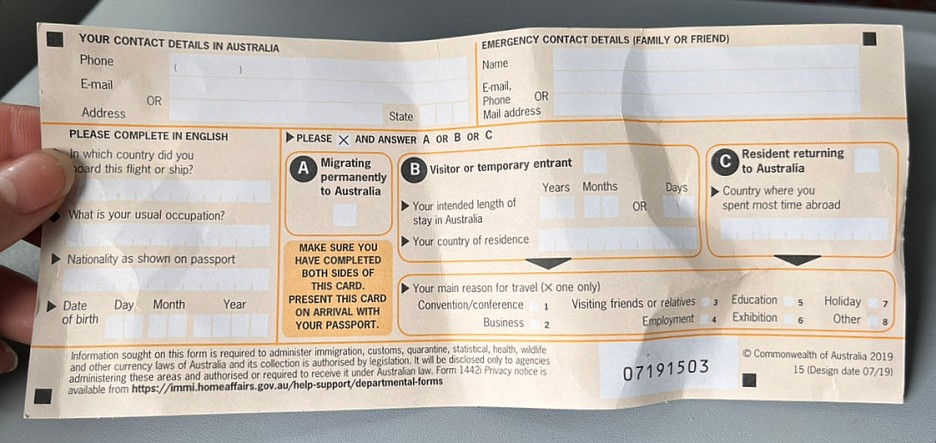 YOUR CONTACT DETAILS IN AUSTRALIA
Phone ( )
E-mail
OR
Address
State
EMERGENCY CONTACT DETAILS (FAMILY OR FRIEND)
Name
E-mail,
Phone OR
Mail address
PLEASE COMPLETE IN ENGLISH
In which country did you
board this flight or ship?
What is your usual occupation?
Nationality as shown on passport
Date Day Month Year
of birth
PLEASE X AND ANSWER A OR B OR C
A Migrating
permanently
to Australia
MAKE SURE YOU
HAVE COMPLETED
BOTH SIDES OF
THIS CARD.
PRESENT THIS CARD
ON ARRIVAL WITH
YOUR PASSPORT.
B Visitor or temporary entrant
Years Months Days
Your intended length of OR
stay in Australia
Your country of residence
C Resident returning
to Australia
Country where you
spent most time abroad
Your main reason for travel (X one only)
Convention/conference 1 Visiting friends or relatives 3 Education 5 Holiday 7
Business 2 Employment 4 Exhibition 6 Other 8
Information sought on this form is required to administer immigration, customs, quarantine, statistical, health, wildlife
and other currency laws of Australia and its collection is authorised by legislation. It will be disclosed only to agencies
administering these areas and authorised or required to receive it under Australian law. Form 1442i Privacy notice is
available from https://immi.homeaffairs.gov.au/help-support/departmental-forms
07191503
© Commonwealth of Australia 2019
15 (Design date 07/19)